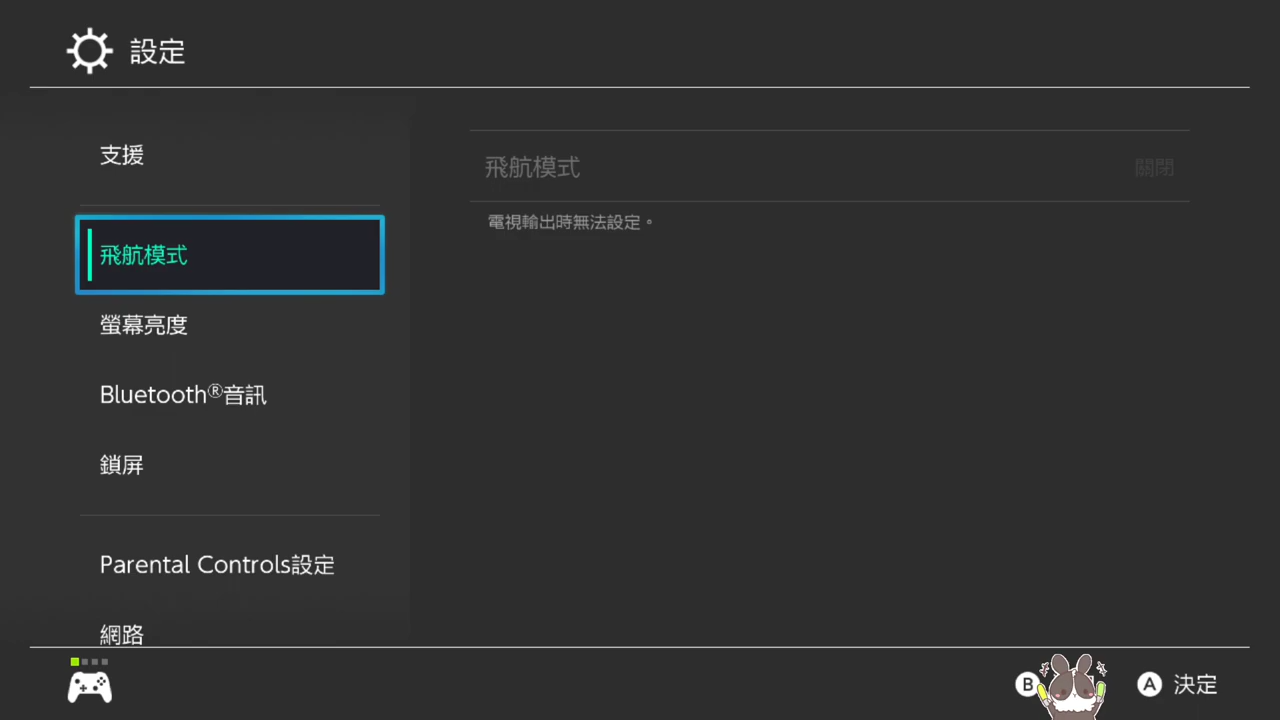 設定
支援
飛航模式
螢幕亮度
Bluetooth®音訊
鎖屏
Parental Controls設定
網路
飛航模式 關閉
電視輸出時無法設定。
B
A 決定